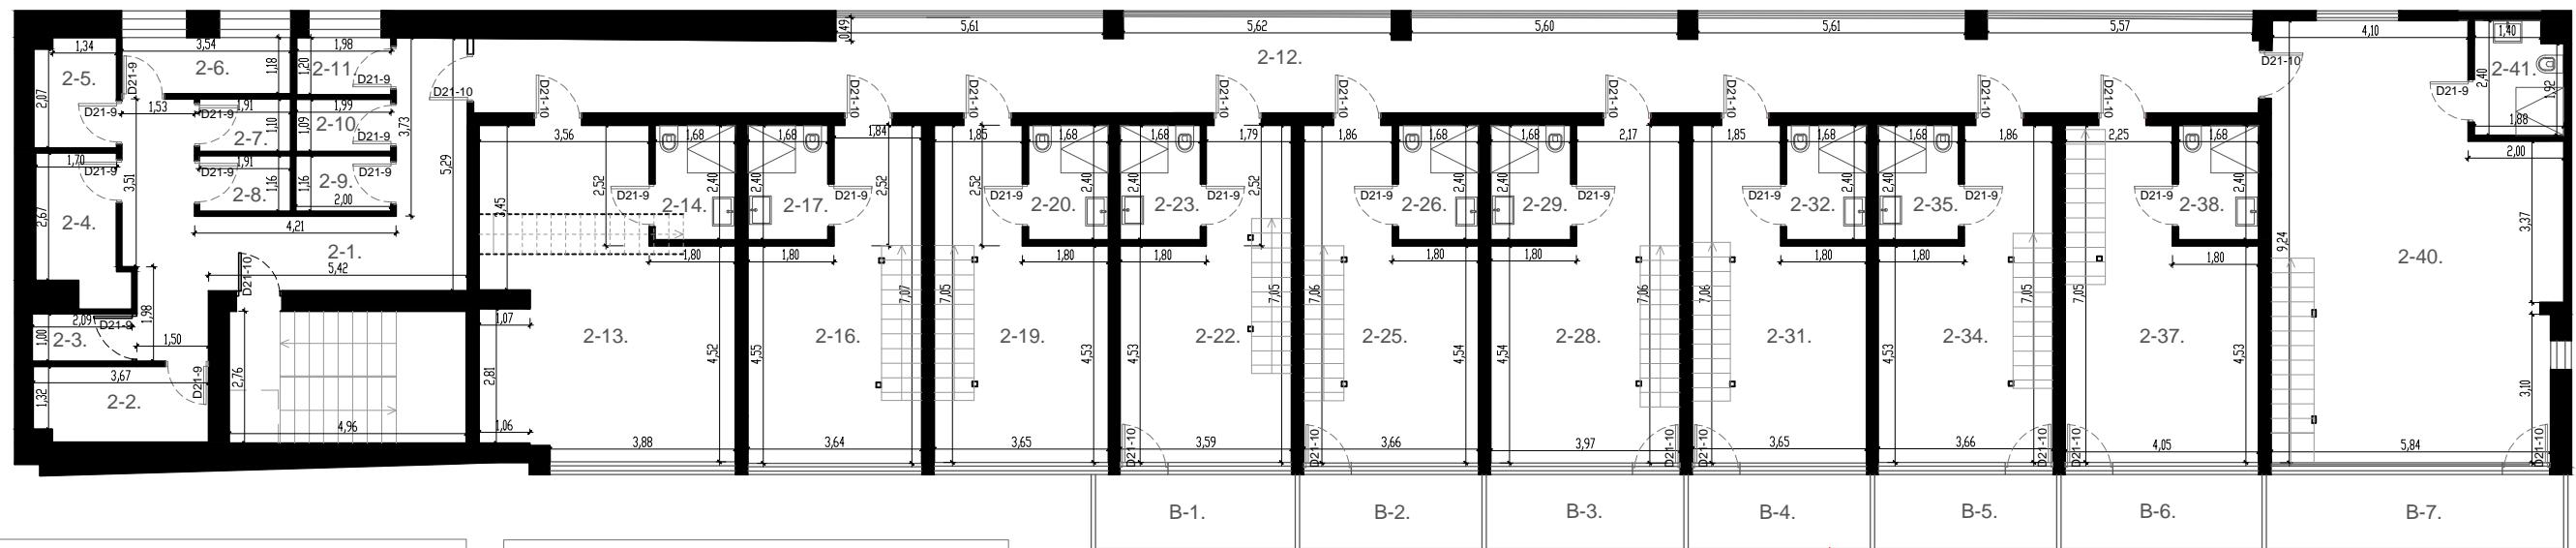 5,61 5,62 5,60 5,61 5,57
0,49
1,34 3,54 1,98 4,10 1,40
2-5. 2-6. 2-11. 2-12. 2-41.
D21-9 1,18 1,20 D21-9 D21-10 D21-10 D21-9 2,40 1,92
2,07 1,53 1,91 1,99 3,73 1,88
D21-9 D21-9 2-7. 1,10 1,09 2-10. D21-9
D21-10 D21-10 D21-10 D21-10 D21-10 D21-10 D21-10 D21-10 D21-10
3,56 1,68 1,68 1,84 1,85 1,68 1,68 1,79 1,86 1,68 1,68 2,17 1,85 1,68 1,68 1,86 2,25 1,68
2,00
1,70 D21-9 1,91 D21-9 2-8. 1,16 1,16 2-9. D21-9 2,00
3,51 5,29
2,67 2-4. 4,21
3,45 2,52 D21-9 2-14. 2,40
2,40 2-17. D21-9 2,52
2,52 D21-9 2-20. 2,40
2,40 2-23. D21-9 2,52
D21-9 2-26. 2,40
2,40 2-29. D21-9
D21-9 2-32. 2,40
2,40 2-35. D21-9
D21-9 2-38. 2,40
9,24 3,37
2-1. 2-40.
5,42 D21-10
1,80 1,80 1,80 1,80 1,80 1,80 1,80 1,80 1,80
7,07 7,05 7,05 7,06 7,06 7,06 7,05 7,05
2,09 D21-9 1,98
1,00 2-3. 1,50
1,07
2-13. 2-16. 2-19. 2-22. 2-25. 2-28. 2-31. 2-34. 2-37.
4,52 4,55 4,53 4,53 4,54 4,54 4,53 4,53
3,67 D21-9 2,76 2,81 3,10
1,32 2-2.
4,96 1,06
3,88 3,64 3,65 3,59 3,66 3,97 3,65 3,66 4,05 5,84
D21-10 D21-10 D21-10 D21-10 D21-10 D21-10 D21-10
B-1. B-2. B-3. B-4. B-5. B-6. B-7.